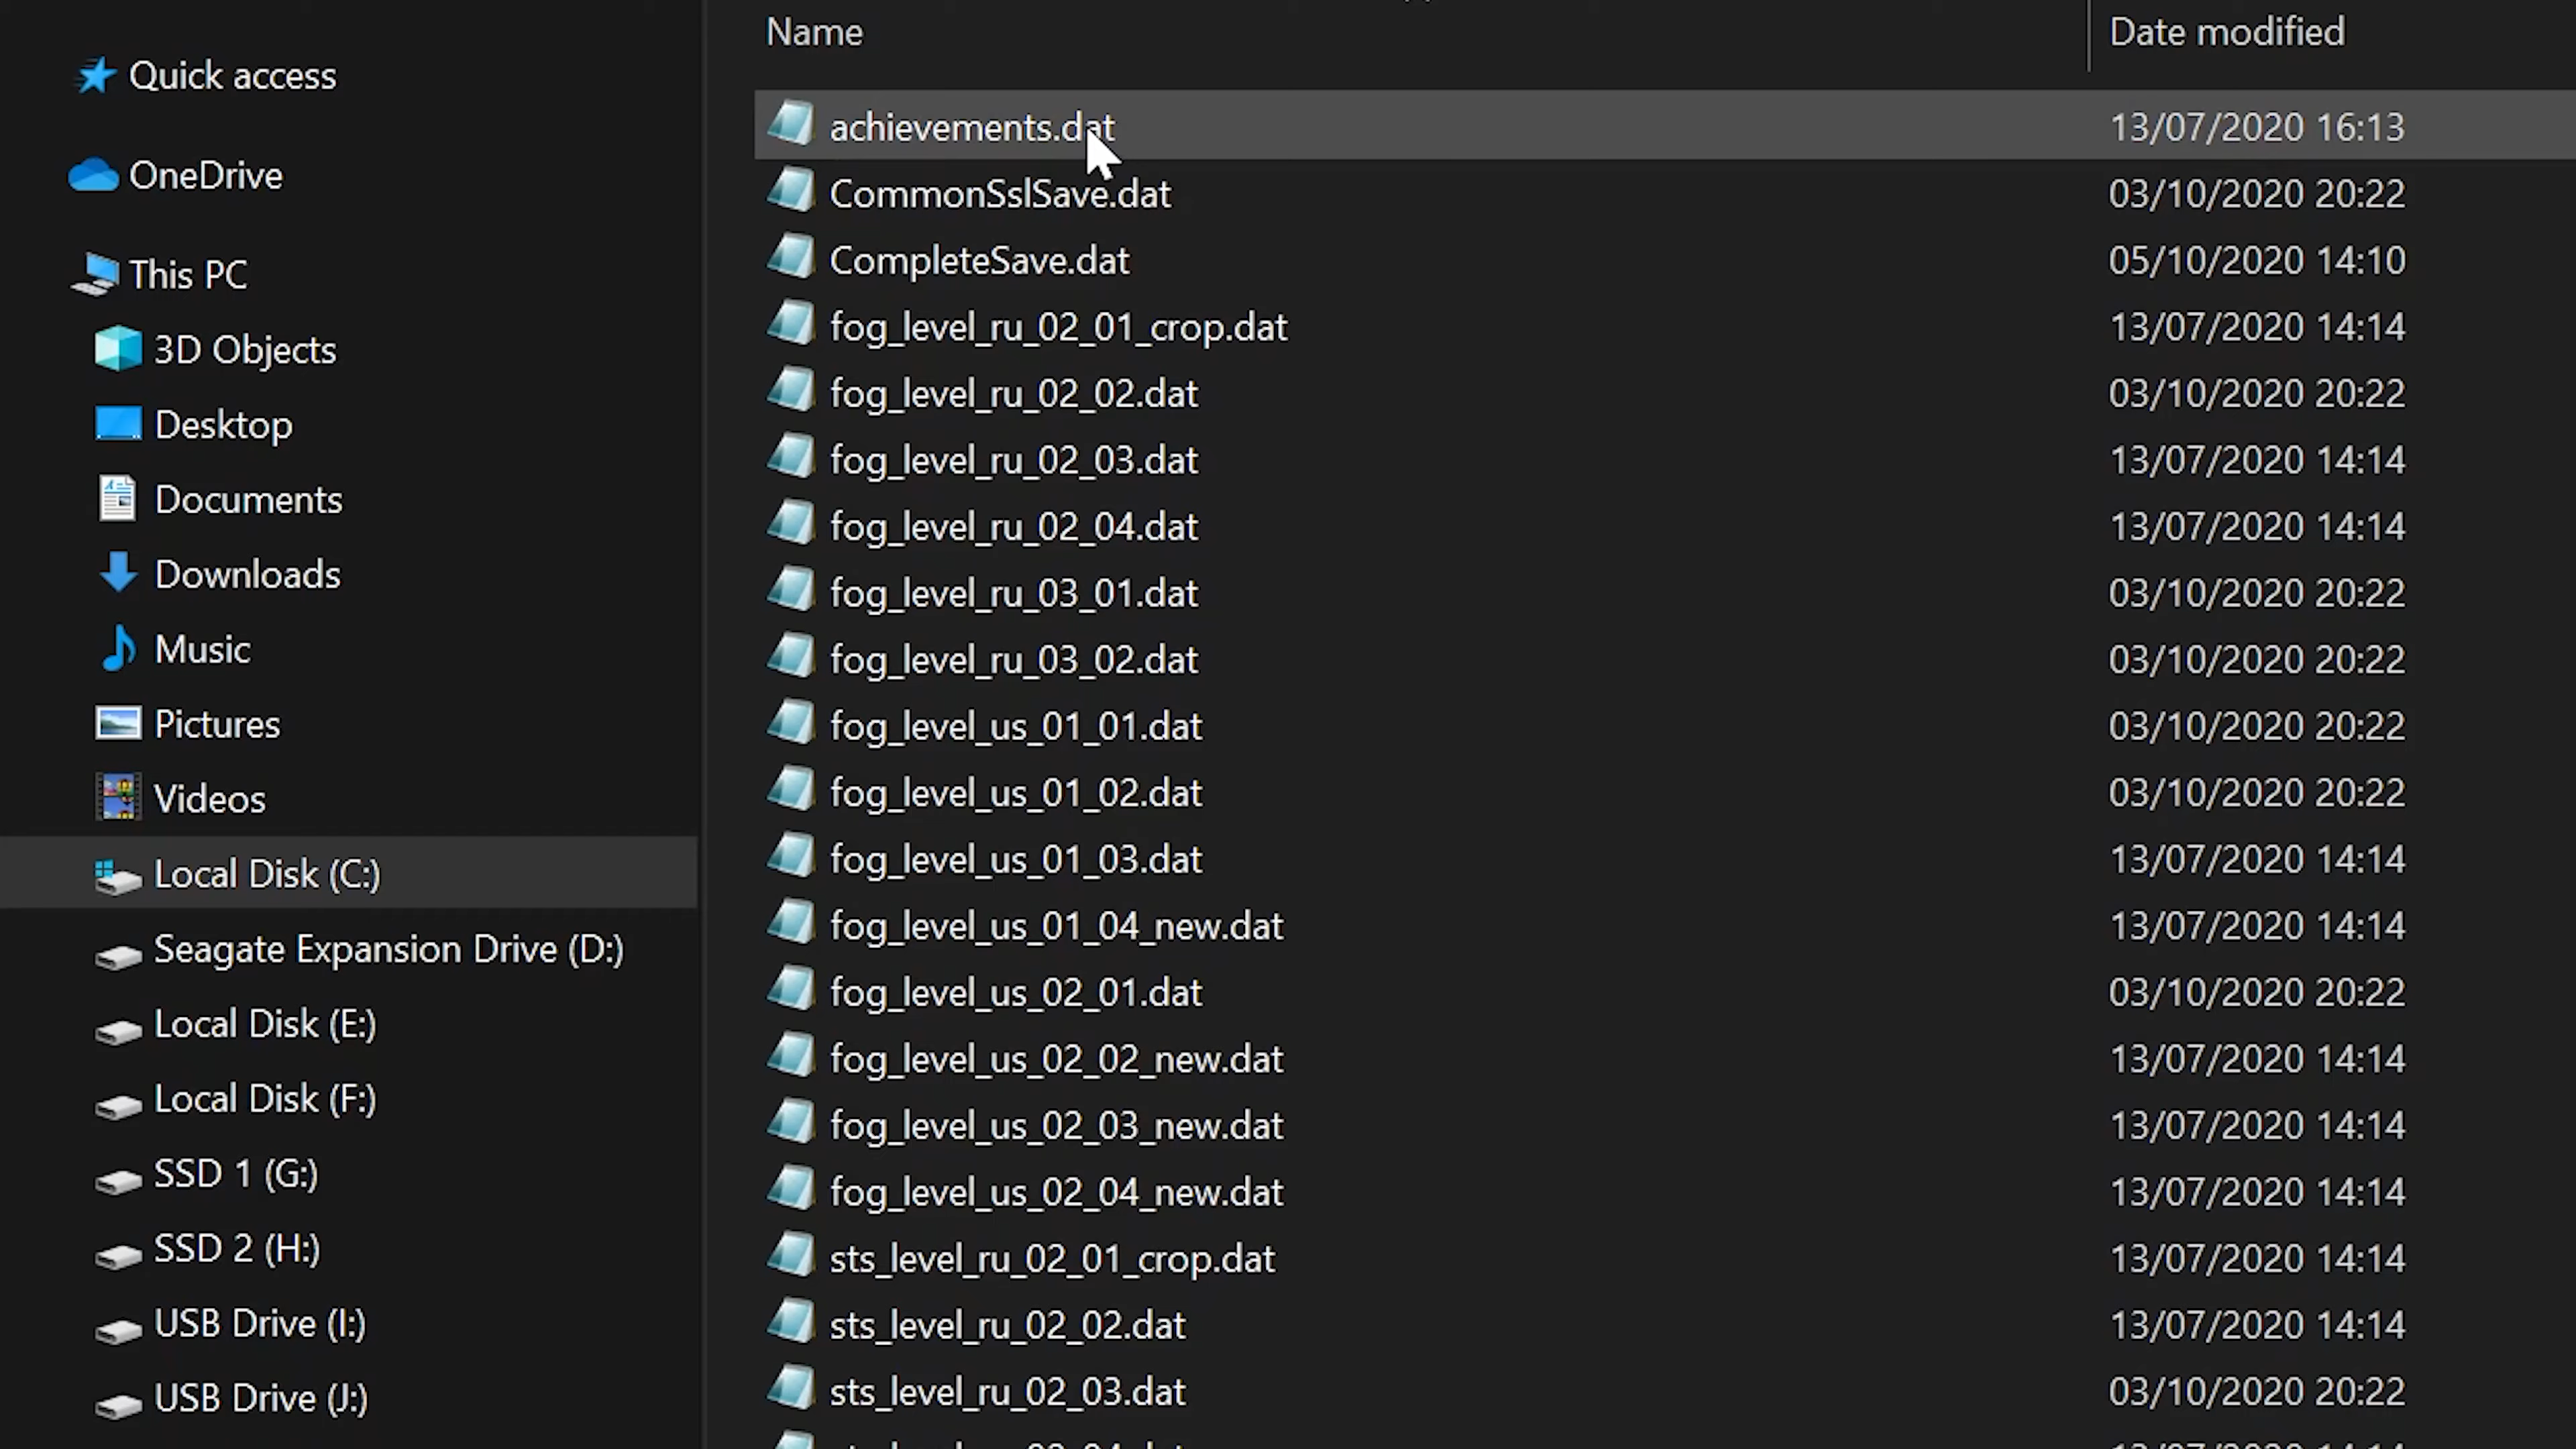 Name Date modified
Quick access
OneDrive
This PC
3D Objects
Desktop
Documents
Downloads
Music
Pictures
Videos
Local Disk (C:)
Seagate Expansion Drive (D:)
Local Disk (E:)
Local Disk (F:)
SSD 1 (G:)
SSD 2 (H:)
USB Drive (I:)
USB Drive (J:)
achievements.dat 13/07/2020 16:13
CommonSslSave.dat 03/10/2020 20:22
CompleteSave.dat 05/10/2020 14:10
fog_level_ru_02_01_crop.dat 13/07/2020 14:14
fog_level_ru_02_02.dat 03/10/2020 20:22
fog_level_ru_02_03.dat 13/07/2020 14:14
fog_level_ru_02_04.dat 13/07/2020 14:14
fog_level_ru_03_01.dat 03/10/2020 20:22
fog_level_ru_03_02.dat 03/10/2020 20:22
fog_level_us_01_01.dat 03/10/2020 20:22
fog_level_us_01_02.dat 03/10/2020 20:22
fog_level_us_01_03.dat 13/07/2020 14:14
fog_level_us_01_04_new.dat 13/07/2020 14:14
fog_level_us_02_01.dat 03/10/2020 20:22
fog_level_us_02_02_new.dat 13/07/2020 14:14
fog_level_us_02_03_new.dat 13/07/2020 14:14
fog_level_us_02_04_new.dat 13/07/2020 14:14
sts_level_ru_02_01_crop.dat 13/07/2020 14:14
sts_level_ru_02_02.dat 13/07/2020 14:14
sts_level_ru_02_03.dat 03/10/2020 20:22